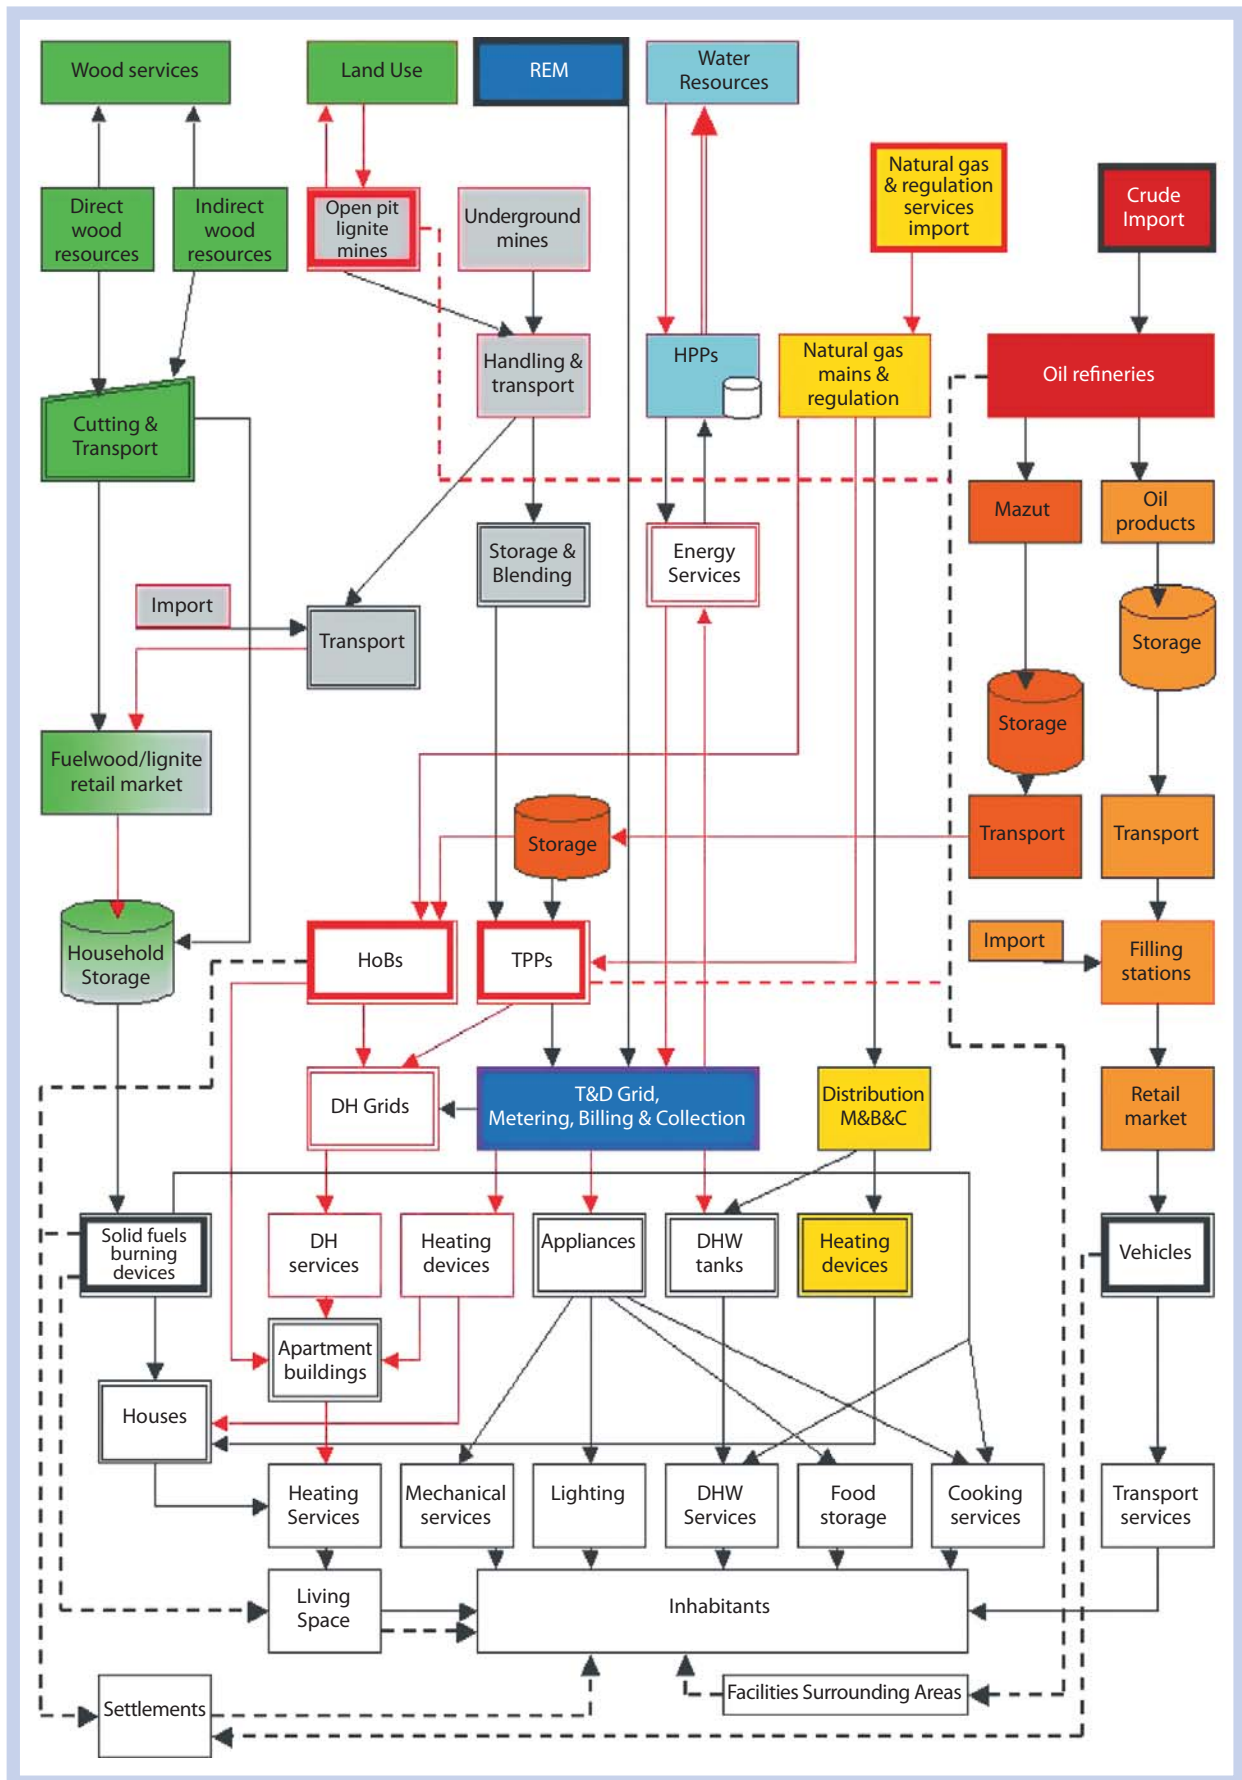 Wood services
Land Use
REM
Water
Resources
Natural gas
& regulation
services
import
Crude
Import
Direct
wood
resources
Indirect
wood
resources
Open pit
lignite
mines
Underground
mines
Handling &
transport
HPPs
Natural gas
mains &
regulation
Oil refineries
Cutting &
Transport
Mazut
Oil
products
Storage &
Blending
Energy
Services
Import
Transport
Storage
Storage
Fuelwood/lignite
retail market
Storage
Transport
Transport
Household
Storage
HoBs
TPPs
Import
Filling
stations
DH Grids
T&D Grid,
Metering, Billing & Collection
Distribution
M&B&C
Retail
market
Solid fuels
burning
devices
DH
services
Heating
devices
Appliances
DHW
tanks
Heating
devices
Vehicles
Apartment
buildings
Houses
Heating
Services
Mechanical
services
Lighting
DHW
Services
Food
storage
Cooking
services
Transport
services
Living
Space
Inhabitants
Settlements
Facilities Surrounding Areas